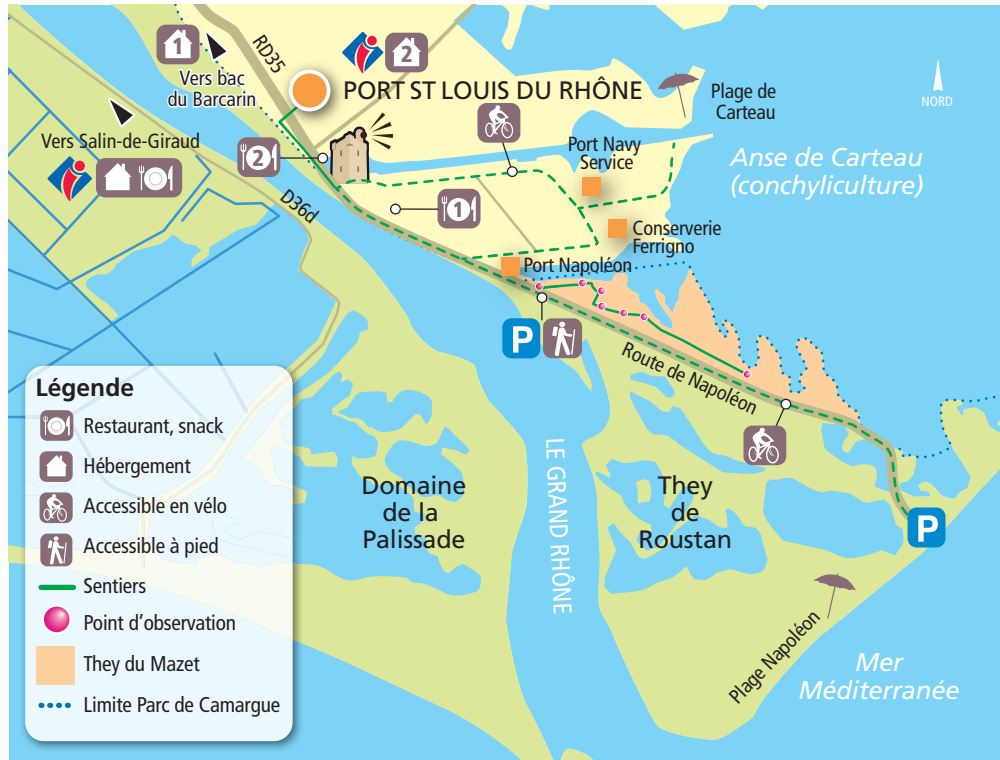 1
Vers bac
du Barcarin
RD35
2
PORT ST LOUIS DU RHÔNE
Plage de
Carteau
NORD
Vers Salin-de-Giraud
D36d
2
1
Port Navy
Service
Anse de Carteau
(conchyliculture)
Conserverie
Ferrigno
Port Napoléon
P
Route de Napoléon
LE GRAND RHÔNE
Domaine
de la
Palissade
They
de
Roustan
P
Plage Napoléon
Mer
Méditerranée
Légende
Restaurant, snack
Hébergement
Accessible en vélo
Accessible à pied
Sentiers
Point d'observation
They du Mazet
Limite Parc de Camargue